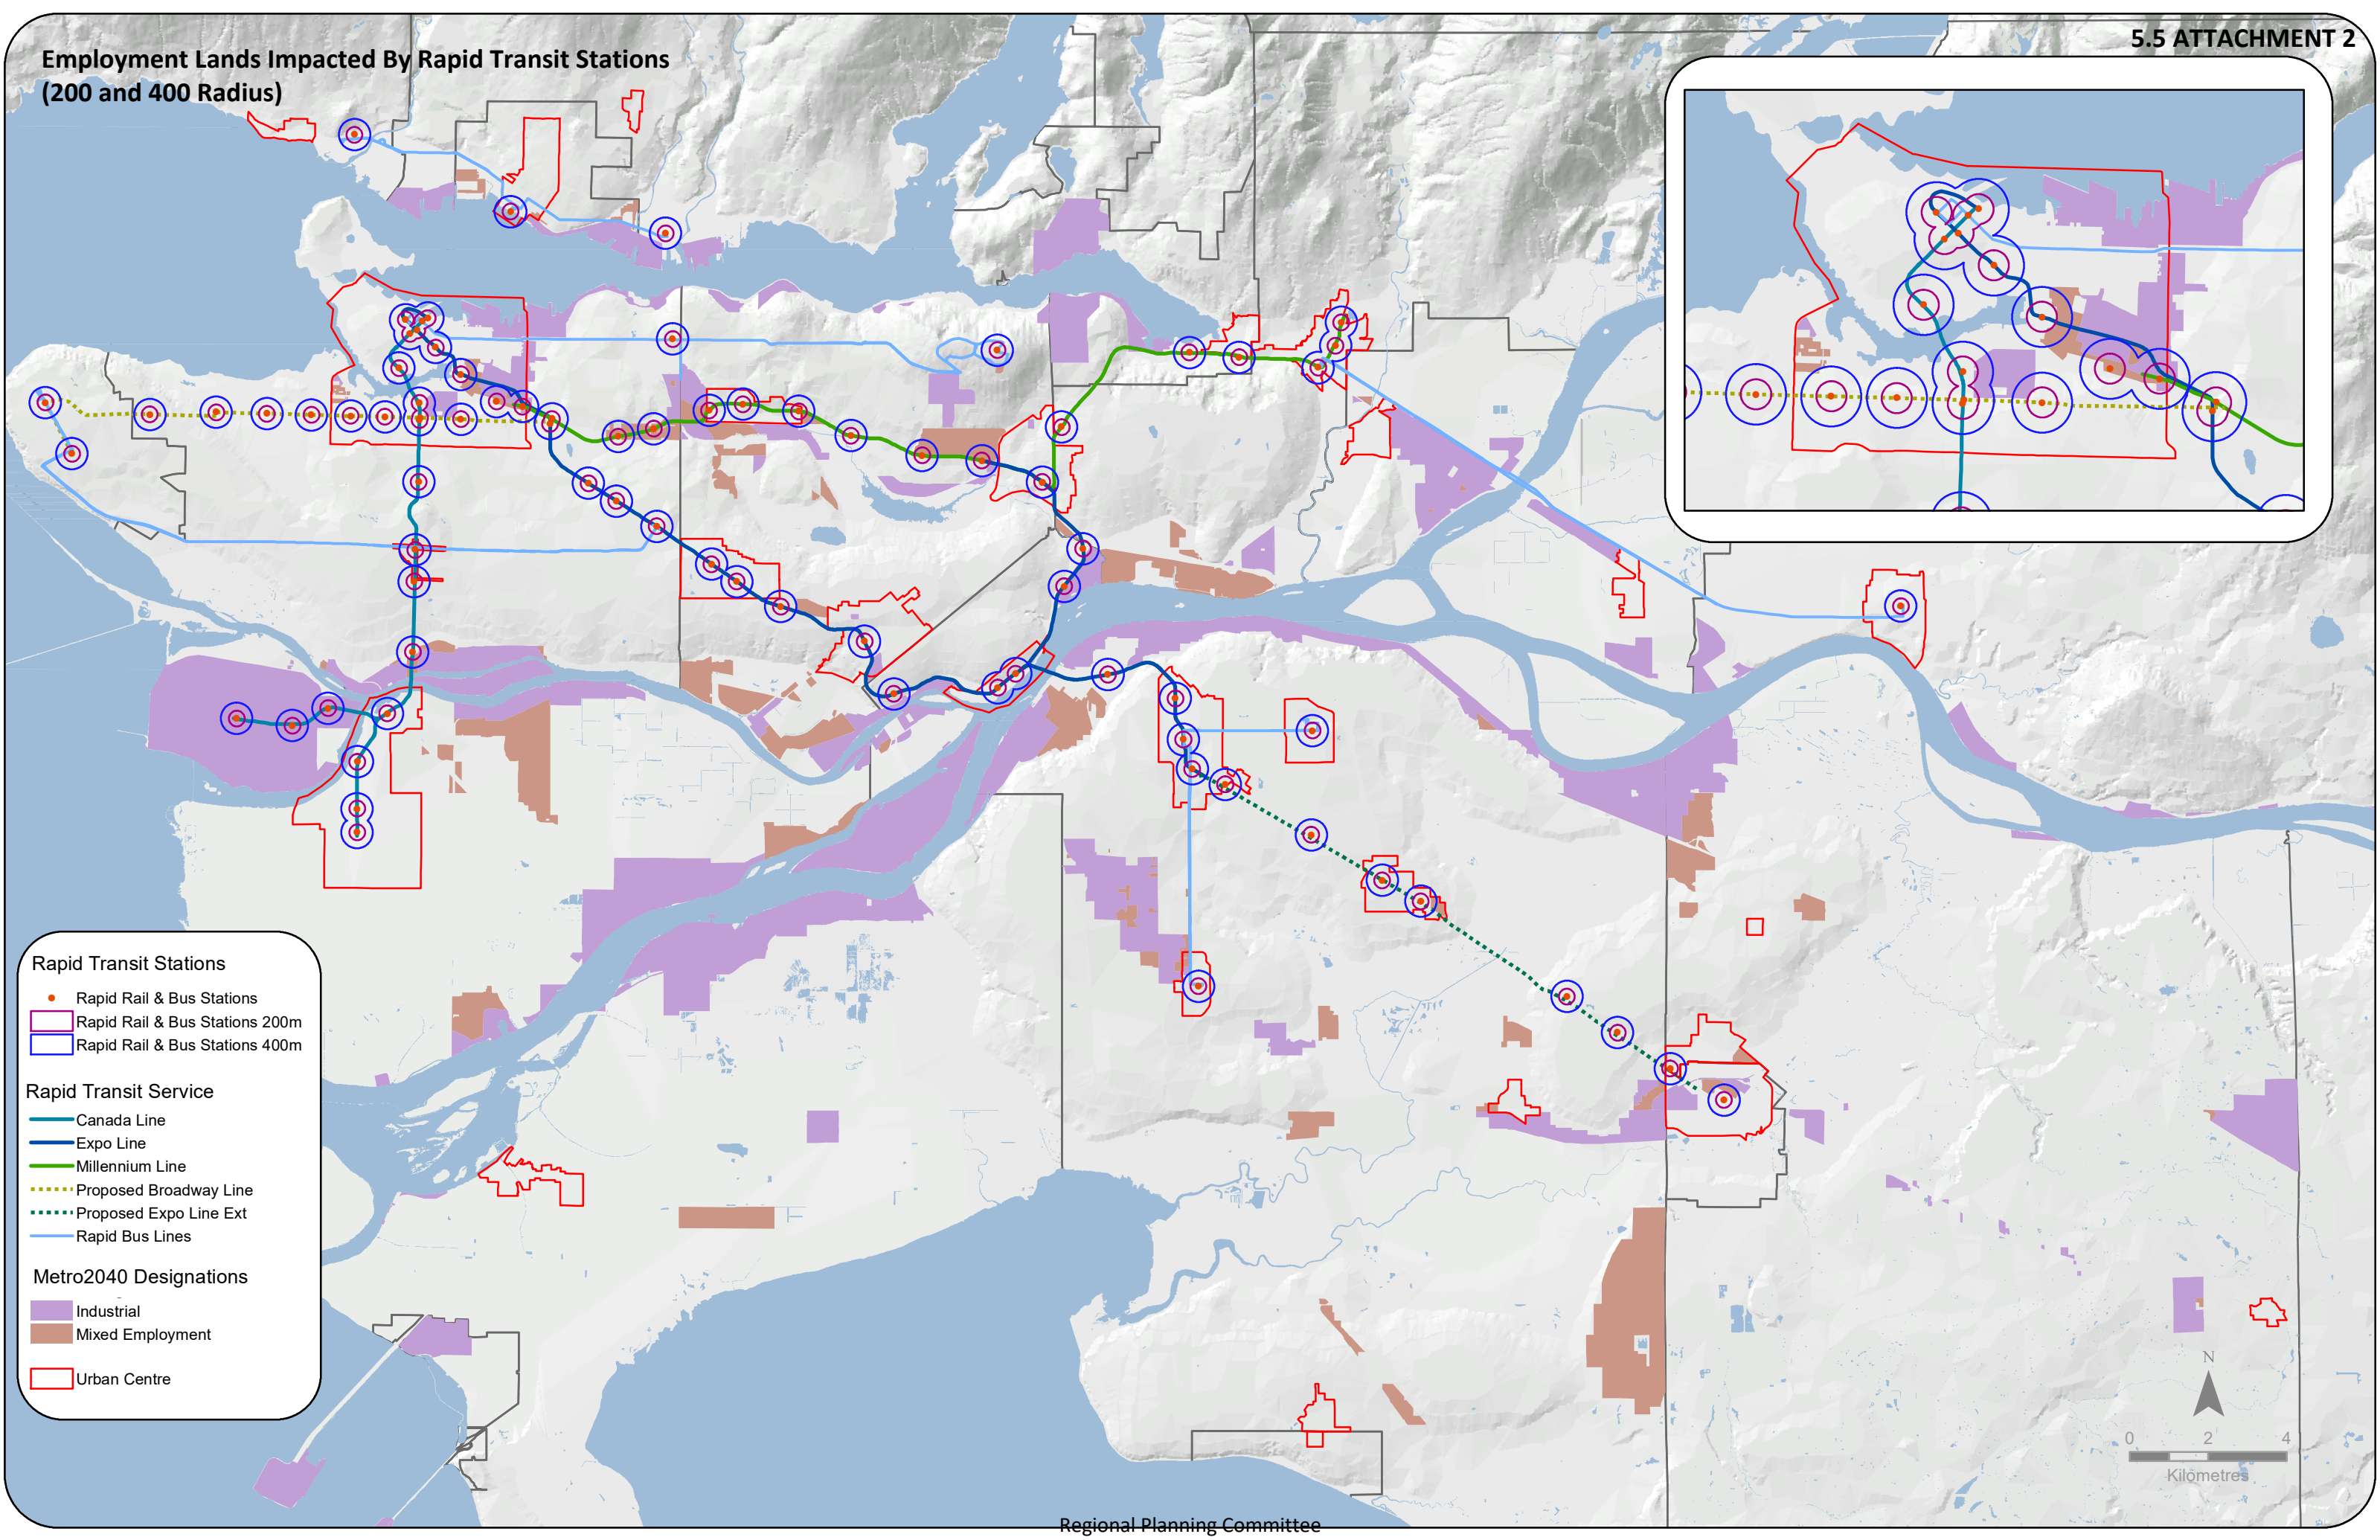 5.5 ATTACHMENT 2
Employment Lands Impacted By Rapid Transit Stations
(200 and 400 Radius)
Rapid Transit Stations
Rapid Rail & Bus Stations
Rapid Rail & Bus Stations 200m
Rapid Rail & Bus Stations 400m
Rapid Transit Service
Canada Line
Expo Line
Millennium Line
Proposed Broadway Line
Proposed Expo Line Ext
Rapid Bus Lines
Metro2040 Designations
Industrial
Mixed Employment
Urban Centre
N
0 2 4
Kilometres
Regional Planning Committee